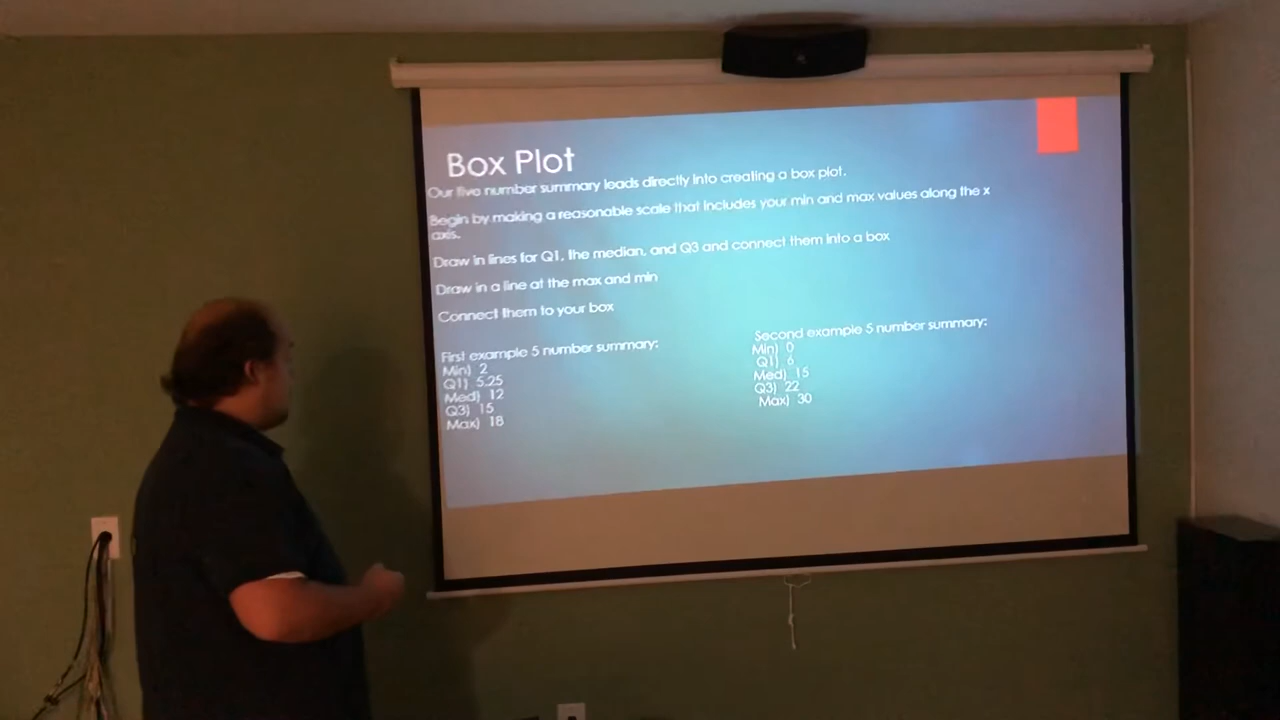 Box Plot
Our five number summary leads directly into creating a box plot.
Begin by making a reasonable scale that includes your min and max values along the x
axis.
Draw in lines for Q1, the median, and Q3 and connect them into a box
Draw in a line at the max and min
Connect them to your box
First example 5 number summary:
Min) 2
Q1) 5.25
Med) 12
Q3) 15
Max) 18
Second example 5 number summary:
Min) 0
Q1) 6
Med) 15
Q3) 22
Max) 30